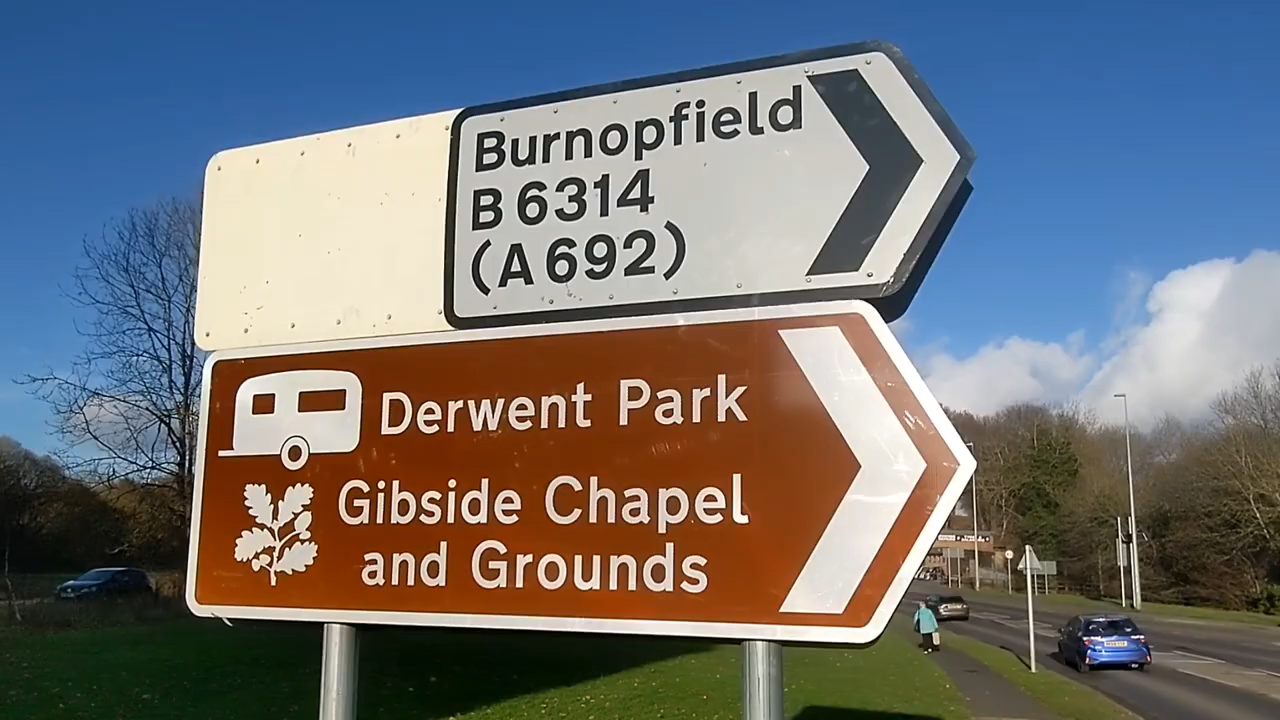 Burnopfield
B 6314
(A 692)
Derwent Park
Gibside Chapel
and Grounds